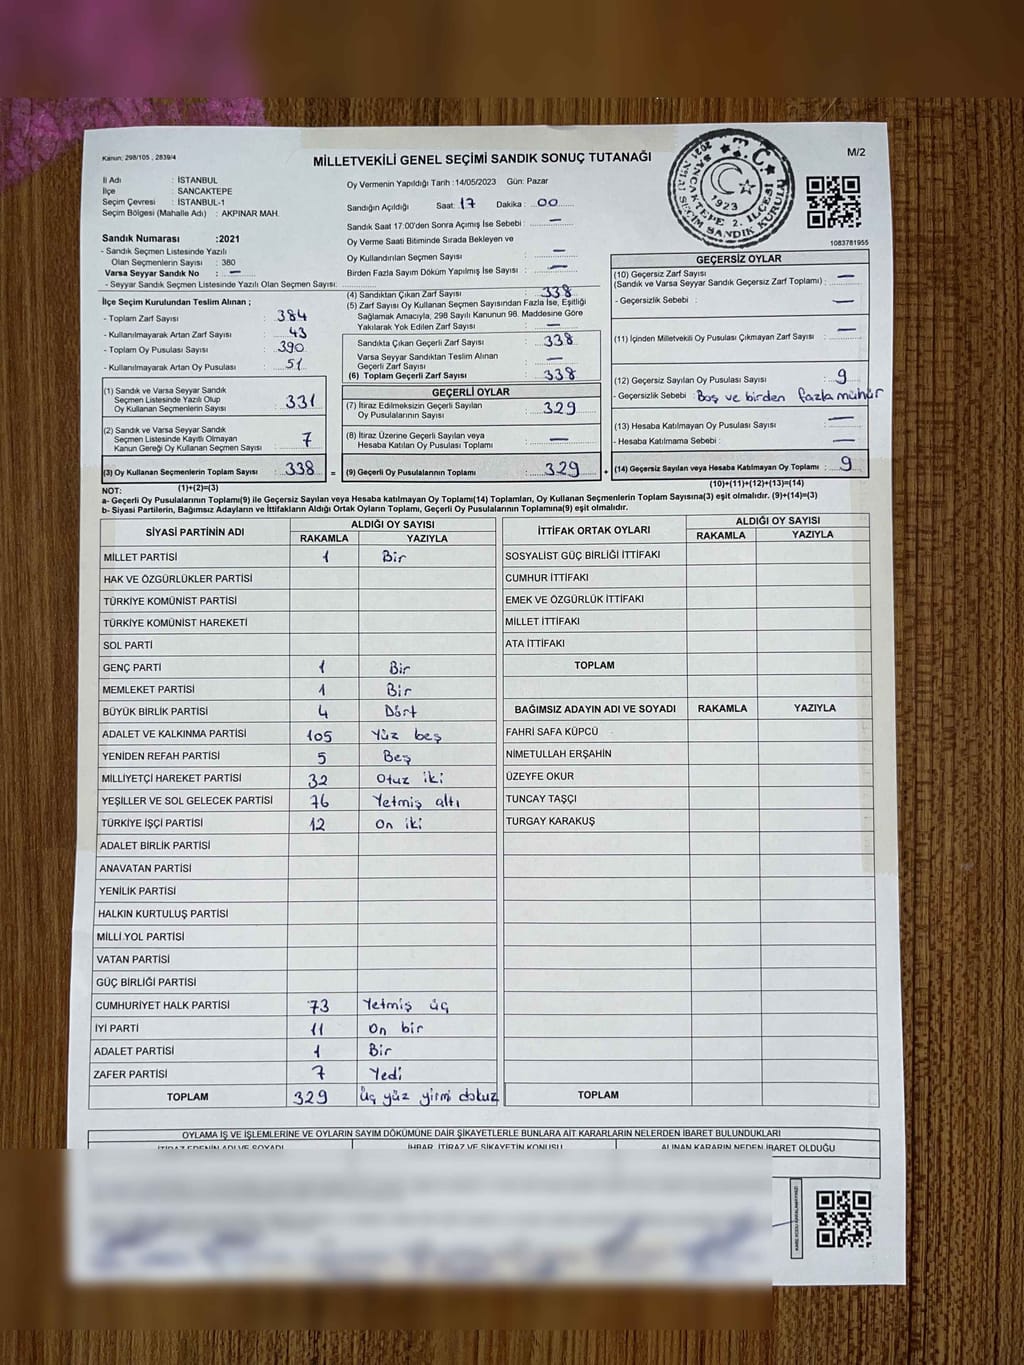 Kanun; 298/105 , 2839/4
MİLLETVEKİLİ GENEL SEÇİMİ SANDIK SONUÇ TUTANAĞI
M/2
İl Adı : İSTANBUL
İlçe : SANCAKTEPE
Seçim Çevresi : İSTANBUL-1
Seçim Bölgesi (Mahalle Adı) : AKPINAR MAH.
Sandık Numarası :2021
- Sandık Seçmen Listesinde Yazılı
Olan Seçmenlerin Sayısı : 380
Varsa Seyyar Sandık No : —
- Seyyar Sandık Seçmen Listesinde Yazılı Olan Seçmen Sayısı:
Oy Vermenin Yapıldığı Tarih :14/05/2023 Gün: Pazar
Sandığın Açıldığı Saat: 17 Dakika : 00
Sandık Saat 17:00'den Sonra Açımış İse Sebebi : —
Oy Verme Saati Bitiminde Sırada Bekleyen ve
Oy Kullandırılan Seçmen Sayısı : —
Birden Fazla Sayım Döküm Yapılmış İse Sayısı : —
T.C.
1923
SANCAKTEPE 2. İLÇESİ
SEÇİM SANDIK KURULU
1083781955
İlçe Seçim Kurulundan Teslim Alınan ;
- Toplam Zarf Sayısı : 384
- Kullanılmayarak Artan Zarf Sayısı : 43
- Toplam Oy Pusulası Sayısı : 390
- Kullanılmayarak Artan Oy Pusulası : 51
(1) Sandık ve Varsa Seyyar Sandık
Seçmen Listesinde Yazılı Olup
Oy Kullanan Seçmenlerin Sayısı : 331
(2) Sandık ve Varsa Seyyar Sandık
Seçmen Listesinde Kayıtlı Olmayan
Kanun Gereği Oy Kullanan Seçmen Sayısı : 7
(3) Oy Kullanan Seçmenlerin Toplam Sayısı : 338 =
(1)+(2)=(3)
(4) Sandıktan Çıkan Zarf Sayısı : 338
(5) Zarf Sayısı Oy Kullanan Seçmen Sayısından Fazla İse, Eşitliği
Sağlamak Amacıyla, 298 Sayılı Kanunun 98. Maddesine Göre
Yakılarak Yok Edilen Zarf Sayısı : —
Sandıkta Çıkan Geçerli Zarf Sayısı : 338
Varsa Seyyar Sandıktan Teslim Alınan
Geçerli Zarf Sayısı : —
(6) Toplam Geçerli Zarf Sayısı : 338
GEÇERLİ OYLAR
(7) İtiraz Edilmeksizin Geçerli Sayılan
Oy Pusulalarının Sayısı : 329
(8) İtiraz Üzerine Geçerli Sayılan veya
Hesaba Katılan Oy Pusulası Toplamı : —
(9) Geçerli Oy Pusulalarının Toplamı : 329 +
GEÇERSİZ OYLAR
(10) Geçersiz Zarf Sayısı
(Sandık ve Varsa Seyyar Sandık Geçersiz Zarf Toplamı) : —
- Geçersizlik Sebebi : —
(11) İçinden Milletvekili Oy Pusulası Çıkmayan Zarf Sayısı : —
(12) Geçersiz Sayılan Oy Pusulası Sayısı : 9
- Geçersizlik Sebebi : Boş ve birden fazla mühür
(13) Hesaba Katılmayan Oy Pusulası Sayısı : —
- Hesaba Katılmama Sebebi : —
(14) Geçersiz Sayılan veya Hesaba Katılmayan Oy Toplamı : 9
(10)+(11)+(12)+(13)=(14)
NOT:
a- Geçerli Oy Pusulalarının Toplamı(9) ile Geçersiz Sayılan veya Hesaba katılmayan Oy Toplamı(14) Toplamları, Oy Kullanan Seçmenlerin Toplam Sayısına(3) eşit olmalıdır. (9)+(14)=(3)
b- Siyasi Partilerin, Bağımsız Adayların ve İttifakların Aldığı Ortak Oyların Toplamı, Geçerli Oy Pusulalarının Toplamına(9) eşit olmalıdır.
SİYASİ PARTİNİN ADI ALDIĞI OY SAYISI
RAKAMLA YAZIYLA
MİLLET PARTİSİ 1 Bir
HAK VE ÖZGÜRLÜKLER PARTİSİ
TÜRKİYE KOMÜNİST PARTİSİ
TÜRKİYE KOMÜNİST HAREKETİ
SOL PARTİ
GENÇ PARTİ 1 Bir
MEMLEKET PARTİSİ 1 Bir
BÜYÜK BİRLİK PARTİSİ 4 Dört
ADALET VE KALKINMA PARTİSİ 105 Yüz beş
YENİDEN REFAH PARTİSİ 5 Beş
MİLLİYETÇİ HAREKET PARTİSİ 32 Otuz iki
YEŞİLLER VE SOL GELECEK PARTİSİ 76 Yetmiş altı
TÜRKİYE İŞÇİ PARTİSİ 12 On iki
ADALET BİRLİK PARTİSİ
ANAVATAN PARTİSİ
YENİLİK PARTİSİ
HALKIN KURTULUŞ PARTİSİ
MİLLİ YOL PARTİSİ
VATAN PARTİSİ
GÜÇ BİRLİĞİ PARTİSİ
CUMHURİYET HALK PARTİSİ 73 Yetmiş üç
İYİ PARTİ 11 On bir
ADALET PARTİSİ 1 Bir
ZAFER PARTİSİ 7 Yedi
TOPLAM 329 üç yüz yirmi dokuz
İTTİFAK ORTAK OYLARI ALDIĞI OY SAYISI
RAKAMLA YAZIYLA
SOSYALİST GÜÇ BİRLİĞİ İTTİFAKI
CUMHUR İTTİFAKI
EMEK VE ÖZGÜRLÜK İTTİFAKI
MİLLET İTTİFAKI
ATA İTTİFAKI
TOPLAM
BAĞIMSIZ ADAYIN ADI VE SOYADI RAKAMLA YAZIYLA
FAHRİ SAFA KÜPCÜ
NİMETULLAH ERŞAHİN
ÜZEYFE OKUR
TUNCAY TAŞÇI
TURGAY KARAKUŞ
TOPLAM
OYLAMA İŞ VE İŞLEMLERİNE VE OYLARIN SAYIM DÖKÜMÜNE DAİR ŞİKAYETLERLE BUNLARA AİT KARARLARIN NELERDEN İBARET BULUNDUKLARI
İTİRAZ EDENİN ADI VE SOYADI İHBAR, İTİRAZ VE ŞİKAYETİN KONUSU ALINAN KARARIN NEDEN İBARET OLDUĞU